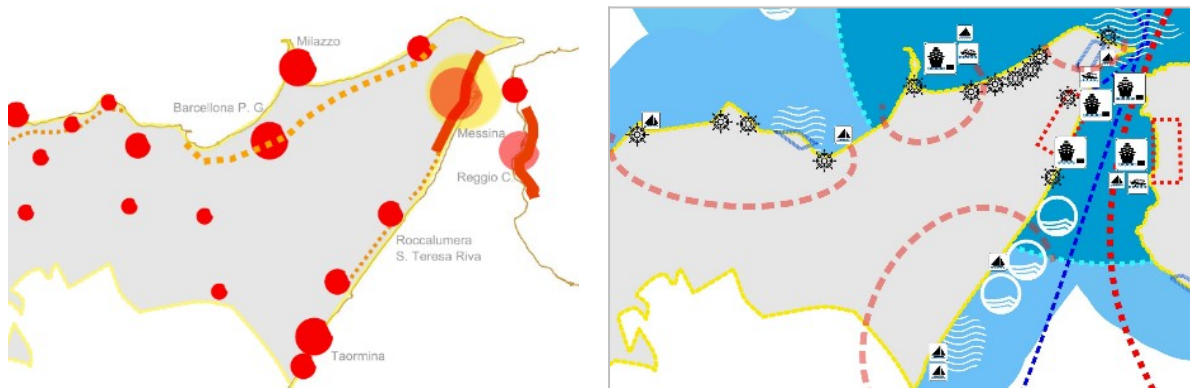 Milazzo
Barcellona P. G.
Messina
Reggio C.
Roccalumera
S. Teresa Riva
Taormina